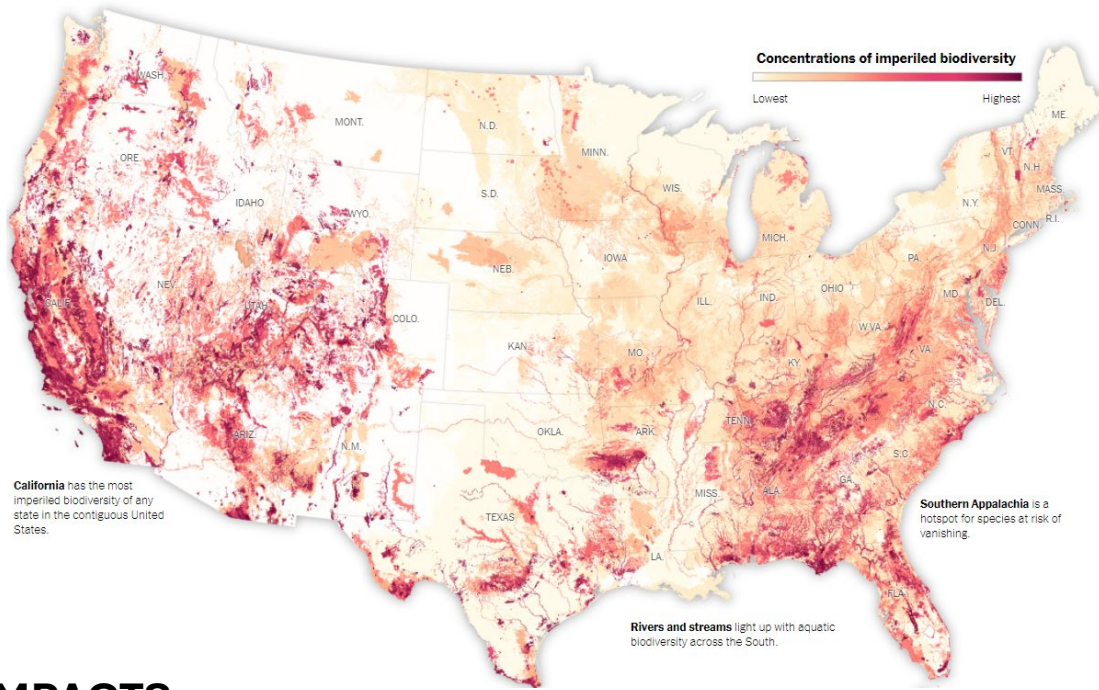 Concentrations of imperiled biodiversity
Lowest Highest
WASH.
MONT.
N.D.
MINN.
ME.
VT.
N.H.
ORE.
IDAHO
WYO.
S.D.
WIS.
MICH.
N.Y.
MASS.
CONN.
R.I.
NEV.
UTAH
COLO.
NEB.
IOWA
ILL.
IND.
OHIO
PA.
N.J.
MD.
DEL.
CALIF.
KAN.
MO.
KY.
W.VA.
VA.
ARIZ.
N.M.
OKLA.
ARK.
TENN.
N.C.
S.C.
TEXAS
LA.
MISS.
ALA.
GA.
FLA.
California has the most
imperiled biodiversity of any
state in the contiguous United
States.
Southern Appalachia is a
hotspot for species at risk of
vanishing.
Rivers and streams light up with aquatic
biodiversity across the South.